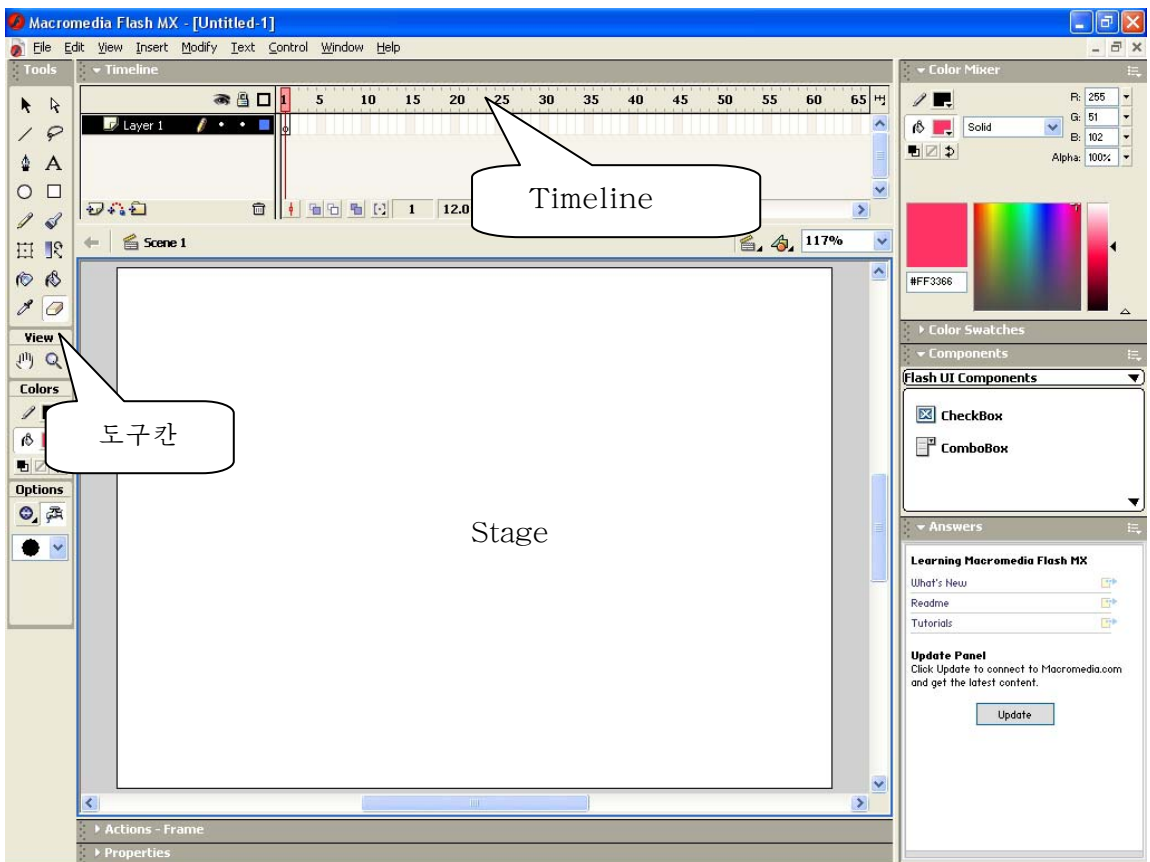 Macromedia Flash MX - [Untitled-1]
File Edit View Insert Modify Text Control Window Help
Tools
Timeline
1 5 10 15 20 25 30 35 40 45 50 55 60 65
Layer 1
1 12.0
Timeline
Scene 1
117%
View
Colors
도구칸
Options
Stage
Actions - Frame
Properties
Color Mixer
R: 255
Solid
G: 51
B: 102
Alpha: 100%
#FF3366
Color Swatches
Components
Flash UI Components
CheckBox
ComboBox
Answers
Learning Macromedia Flash MX
What's New
Readme
Tutorials
Update Panel
Click Update to connect to Macromedia.com
and get the latest content.
Update